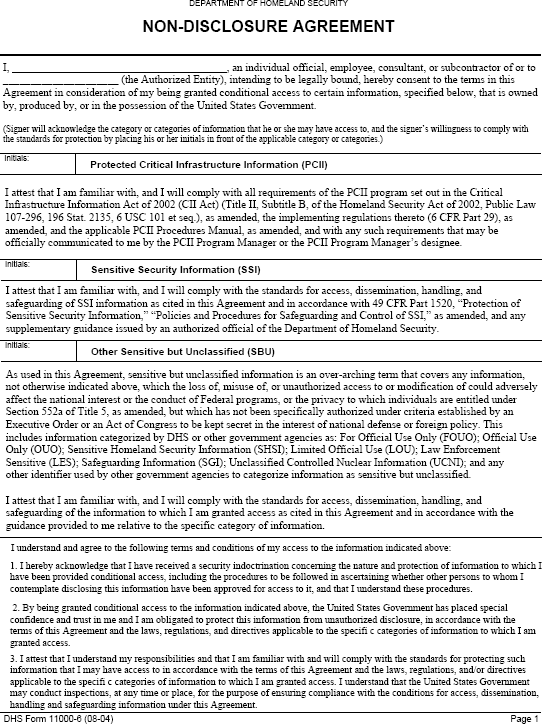 DEPARTMENT OF HOMELAND SECURITY
NON-DISCLOSURE AGREEMENT
I, ______________________________________, an individual official, employee, consultant, or subcontractor of or to
_____________________ (the Authorized Entity), intending to be legally bound, hereby consent to the terms in this
Agreement in consideration of my being granted conditional access to certain information, specified below, that is owned
by, produced by, or in the possession of the United States Government.
(Signer will acknowledge the category or categories of information that he or she may have access to, and the signer's willingness to comply with
the standards for protection by placing his or her initials in front of the applicable category or categories.)
Initials:
Protected Critical Infrastructure Information (PCII)
I attest that I am familiar with, and I will comply with all requirements of the PCII program set out in the Critical
Infrastructure Information Act of 2002 (CII Act) (Title II, Subtitle B, of the Homeland Security Act of 2002, Public Law
107-296, 196 Stat. 2135, 6 USC 101 et seq.), as amended, the implementing regulations thereto (6 CFR Part 29), as
amended, and the applicable PCII Procedures Manual, as amended, and with any such requirements that may be
officially communicated to me by the PCII Program Manager or the PCII Program Manager's designee.
Initials:
Sensitive Security Information (SSI)
I attest that I am familiar with, and I will comply with the standards for access, dissemination, handling, and
safeguarding of SSI information as cited in this Agreement and in accordance with 49 CFR Part 1520, “Protection of
Sensitive Security Information,” “Policies and Procedures for Safeguarding and Control of SSI,” as amended, and any
supplementary guidance issued by an authorized official of the Department of Homeland Security.
Initials:
Other Sensitive but Unclassified (SBU)
As used in this Agreement, sensitive but unclassified information is an over-arching term that covers any information,
not otherwise indicated above, which the loss of, misuse of, or unauthorized access to or modification of could adversely
affect the national interest or the conduct of Federal programs, or the privacy to which individuals are entitled under
Section 552a of Title 5, as amended, but which has not been specifically authorized under criteria established by an
Executive Order or an Act of Congress to be kept secret in the interest of national defense or foreign policy. This
includes information categorized by DHS or other government agencies as: For Official Use Only (FOUO); Official Use
Only (OUO); Sensitive Homeland Security Information (SHSI); Limited Official Use (LOU); Law Enforcement
Sensitive (LES); Safeguarding Information (SGI); Unclassified Controlled Nuclear Information (UCNI); and any
other identifier used by other government agencies to categorize information as sensitive but unclassified.
I attest that I am familiar with, and I will comply with the standards for access, dissemination, handling, and
safeguarding of the information to which I am granted access as cited in this Agreement and in accordance with the
guidance provided to me relative to the specific category of information.
I understand and agree to the following terms and conditions of my access to the information indicated above:
1. I hereby acknowledge that I have received a security indoctrination concerning the nature and protection of information to which I
have been provided conditional access, including the procedures to be followed in ascertaining whether other persons to whom I
contemplate disclosing this information have been approved for access to it, and that I understand these procedures.
2. By being granted conditional access to the information indicated above, the United States Government has placed special
confidence and trust in me and I am obligated to protect this information from unauthorized disclosure, in accordance with the
terms of this Agreement and the laws, regulations, and directives applicable to the specifi c categories of information to which I am
granted access.
3. I attest that I understand my responsibilities and that I am familiar with and will comply with the standards for protecting such
information that I may have access to in accordance with the terms of this Agreement and the laws, regulations, and/or directives
applicable to the specifi c categories of information to which I am granted access. I understand that the United States Government
may conduct inspections, at any time or place, for the purpose of ensuring compliance with the conditions for access, dissemination,
handling and safeguarding information under this Agreement.
DHS Form 11000-6 (08-04)
Page 1